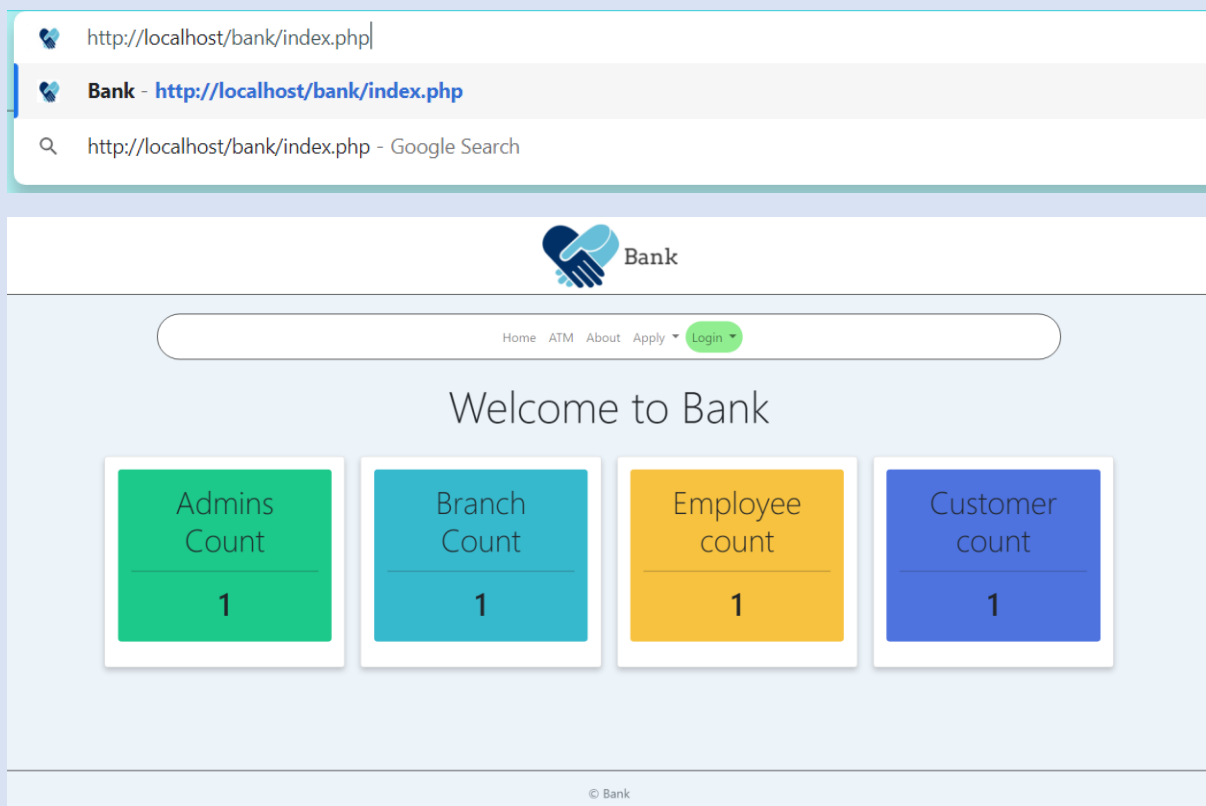 http://localhost/bank/index.php
Bank - http://localhost/bank/index.php
http://localhost/bank/index.php - Google Search
Bank
Home ATM About Apply Login
Welcome to Bank
Admins
Count
1
Branch
Count
1
Employee
count
1
Customer
count
1
© Bank